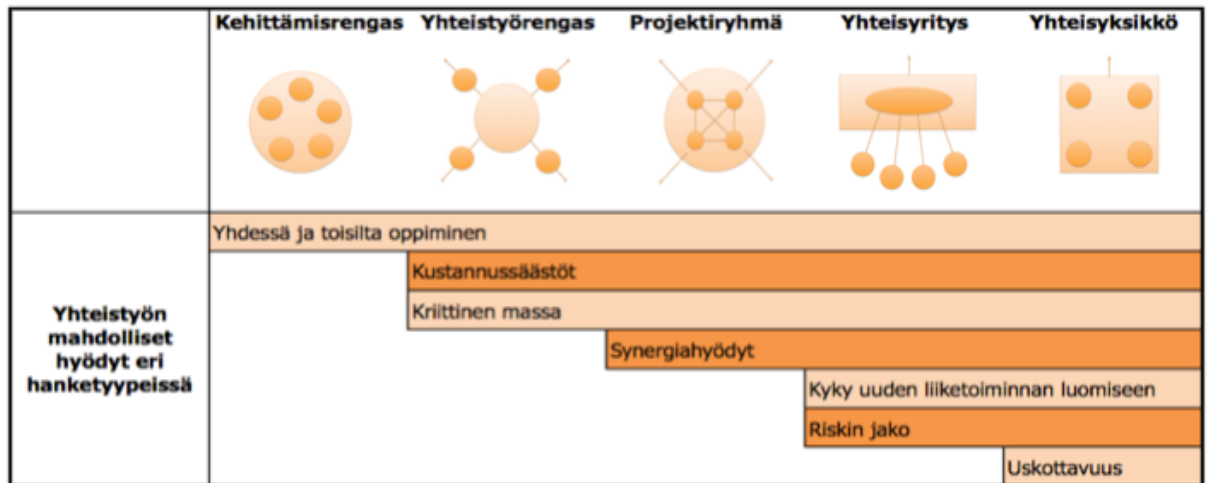 Kehittämisrengas Yhteistyörengas Projektiryhmä Yhteisyritys Yhteisyksikkö
Yhteistyön
mahdolliset
hyödyt eri
hanketyypeissä
Yhdessä ja toisilta oppiminen
Kustannussäästöt
Kriittinen massa
Synergiahyödyt
Kyky uuden liiketoiminnan luomiseen
Riskin jako
Uskottavuus